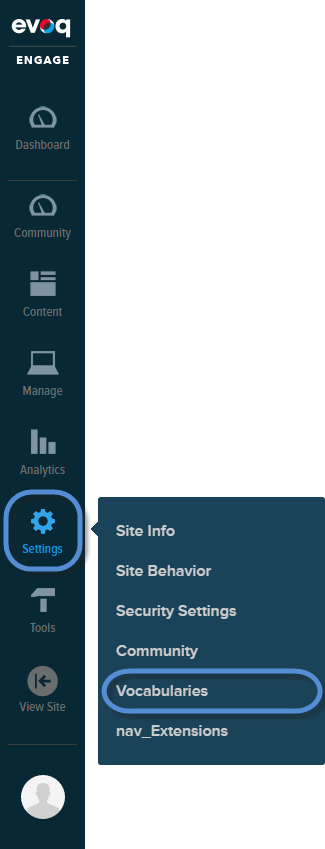 evoq
ENGAGE
Dashboard
Community
Content
Manage
Analytics
Settings
Site Info
Site Behavior
Security Settings
Community
Vocabularies
nav_Extensions
Tools
View Site